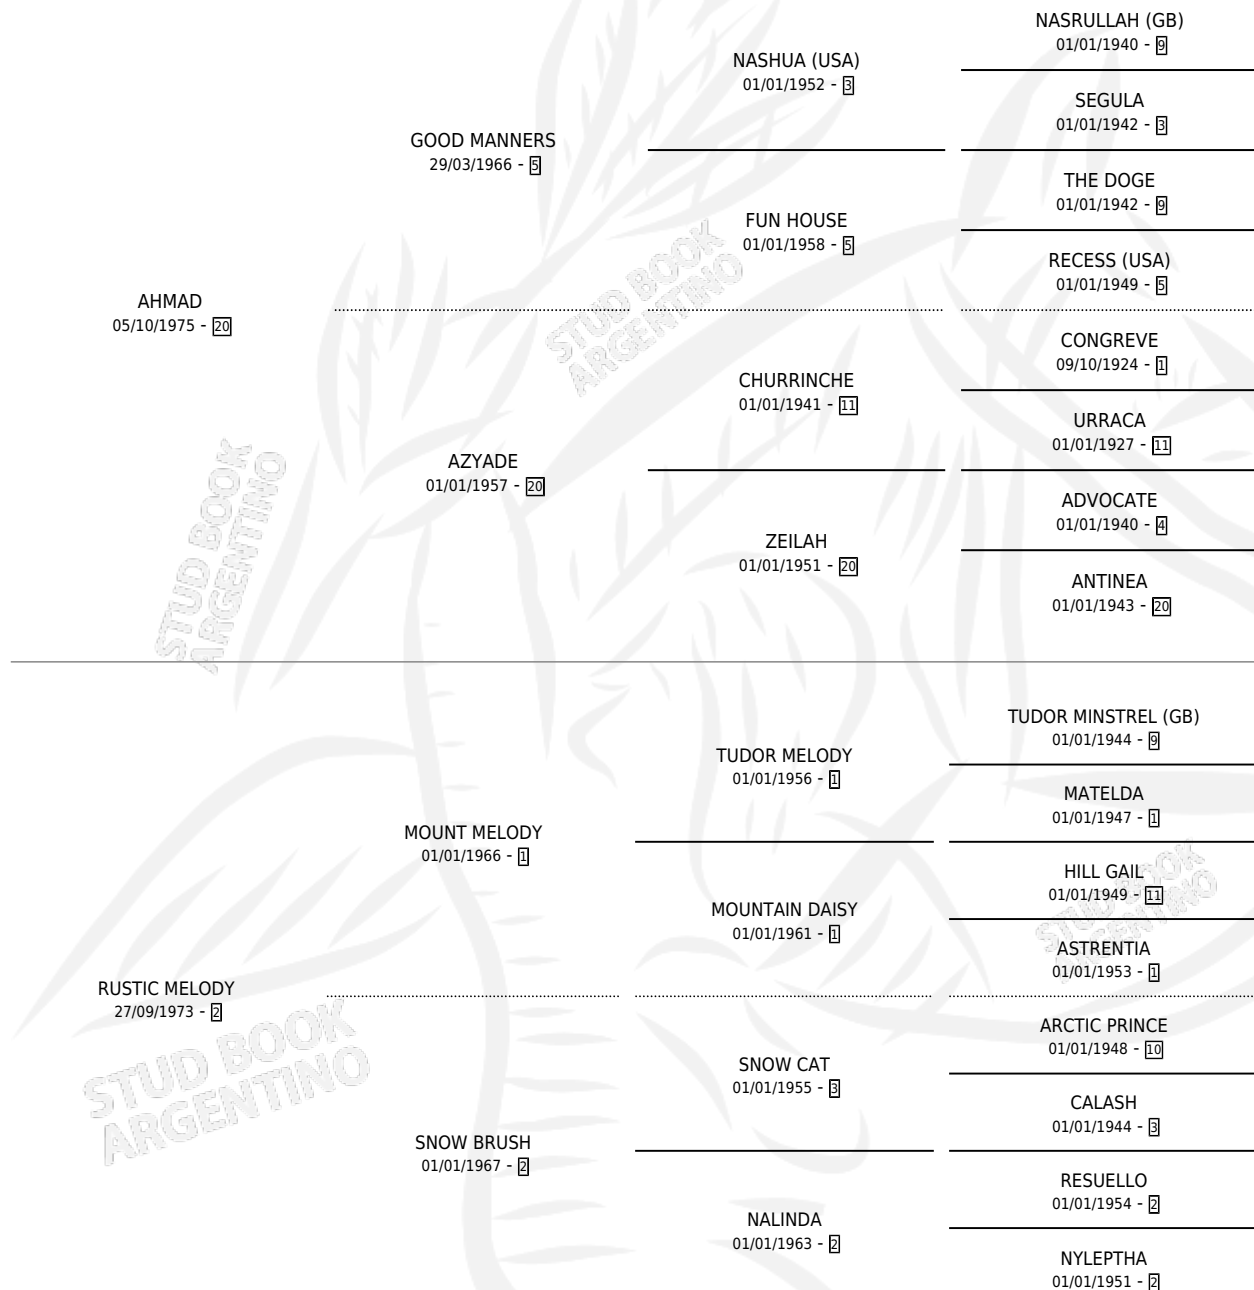 NASRULLAH (GB)
01/01/1940 - 9
NASHUA (USA)
01/01/1952 - 3
SEGULA
01/01/1942 - 3
GOOD MANNERS
29/03/1966 - 5
THE DOGE
01/01/1942 - 9
FUN HOUSE
01/01/1958 - 5
RECESS (USA)
01/01/1949 - 5
AHMAD
05/10/1975 - 20
CONGREVE
09/10/1924 - 1
CHURRINCHE
01/01/1941 - 11
URRACA
01/01/1927 - 11
AZYADE
01/01/1957 - 20
ADVOCATE
01/01/1940 - 4
ZEILAH
01/01/1951 - 20
ANTINEA
01/01/1943 - 20
TUDOR MINSTREL (GB)
01/01/1944 - 9
TUDOR MELODY
01/01/1956 - 1
MATELDA
01/01/1947 - 1
MOUNT MELODY
01/01/1966 - 1
HILL GAIL
01/01/1949 - 11
MOUNTAIN DAISY
01/01/1961 - 1
ASTRENTIA
01/01/1953 - 1
RUSTIC MELODY
27/09/1973 - 2
ARCTIC PRINCE
01/01/1948 - 10
SNOW CAT
01/01/1955 - 3
CALASH
01/01/1944 - 3
SNOW BRUSH
01/01/1967 - 2
RESUELLO
01/01/1954 - 2
NALINDA
01/01/1963 - 2
NYLEPTHA
01/01/1951 - 2
STUD BOOK
ARGENTINO
STUD BOOK
ARGENTINO
STUD BOOK
ARGENTINO
STUD BOOK
ARGENTINO